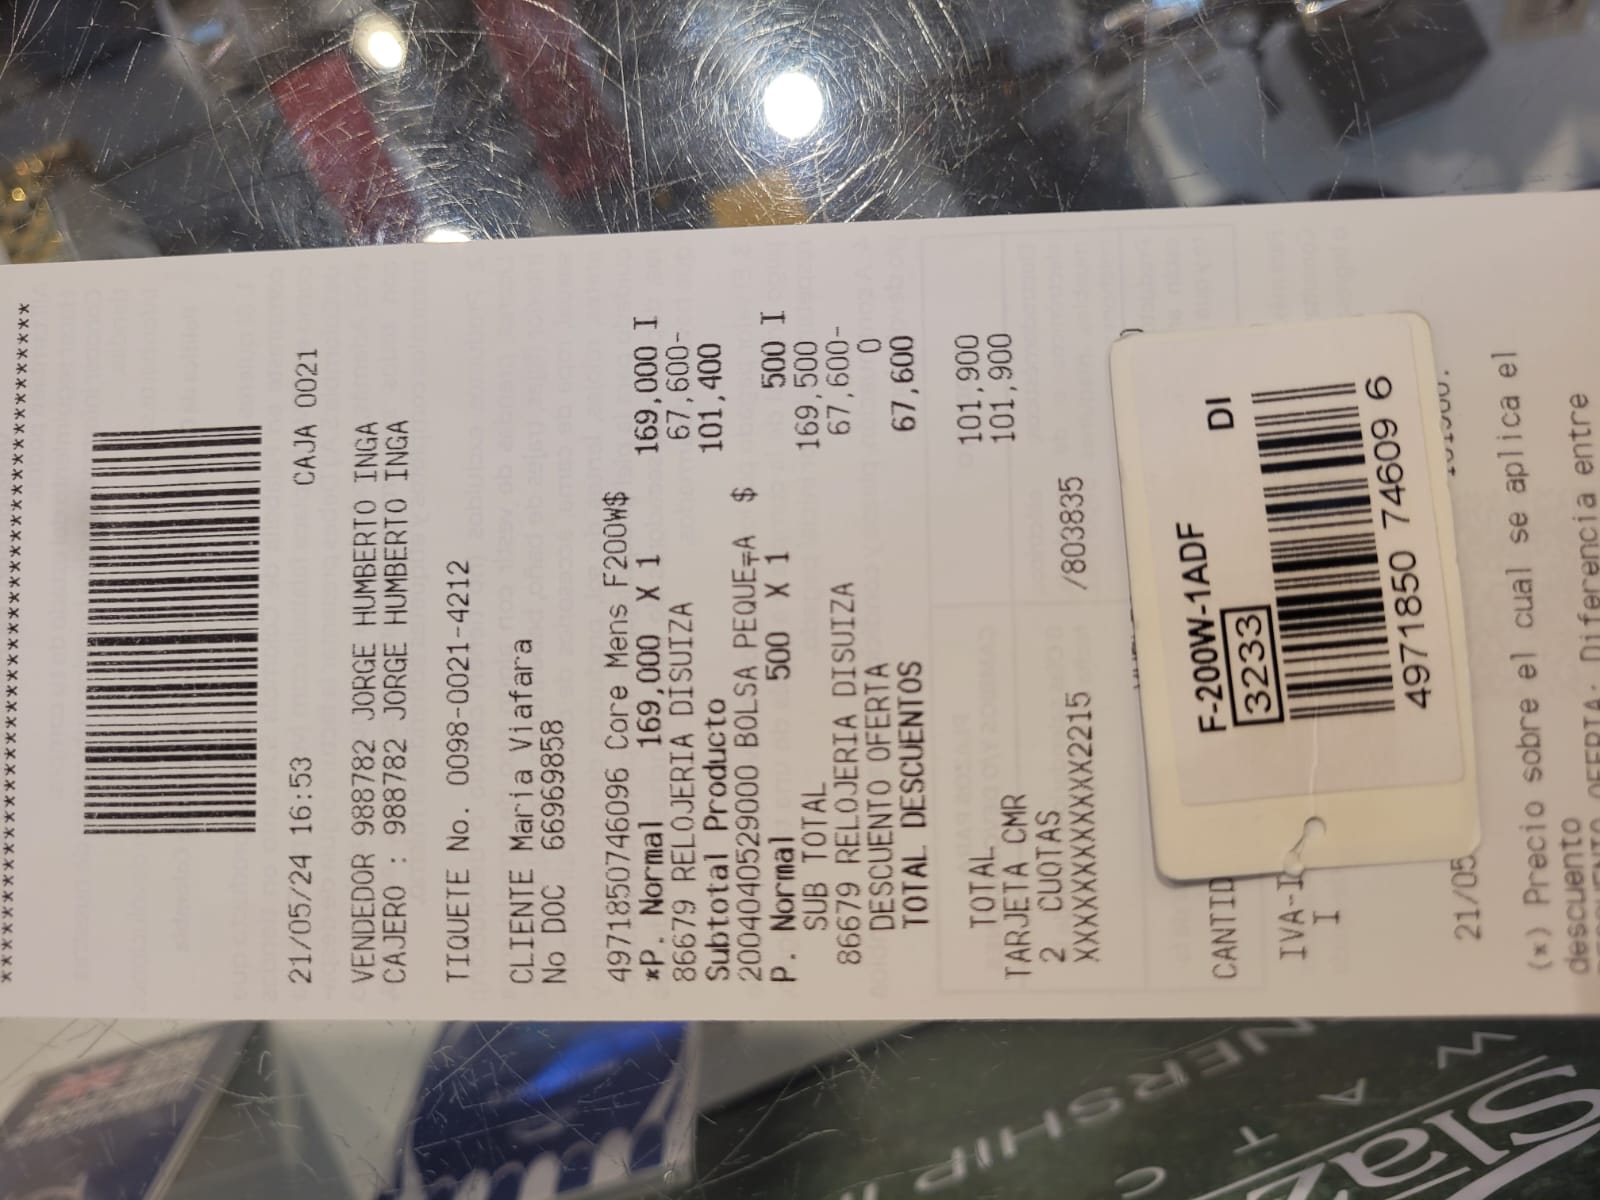 ****************************************
21/05/24 16:53 CAJA 0021
VENDEDOR 988782 JORGE HUMBERTO INGA
CAJERO : 988782 JORGE HUMBERTO INGA
TIQUETE No. 0098-0021-4212
CLIENTE Maria Viafara
No DOC 66969858
4971850746096 Core Mens F200W$
*P. Normal 169,000 X 1 169,000 I
86679 RELOJERIA DISUIZA 67,600-
Subtotal Producto 101,400
2004040529000 BOLSA PEQUE=A $
P. Normal 500 X 1 500 I
SUB TOTAL 169,500
86679 RELOJERIA DISUIZA 67,600-
DESCUENTO OFERTA 0
TOTAL DESCUENTOS 67,600
TOTAL 101,900
TARJETA CMR 101,900
2 CUOTAS
XXXXXXXXXXXX2215 /803835
F-200W-1ADF DI
3233
4971850 74609 6
CANTID
IVA-
I
21/05
(*) Precio sobre el cual se aplica el
descuento
OFERTA: Diferencia entre